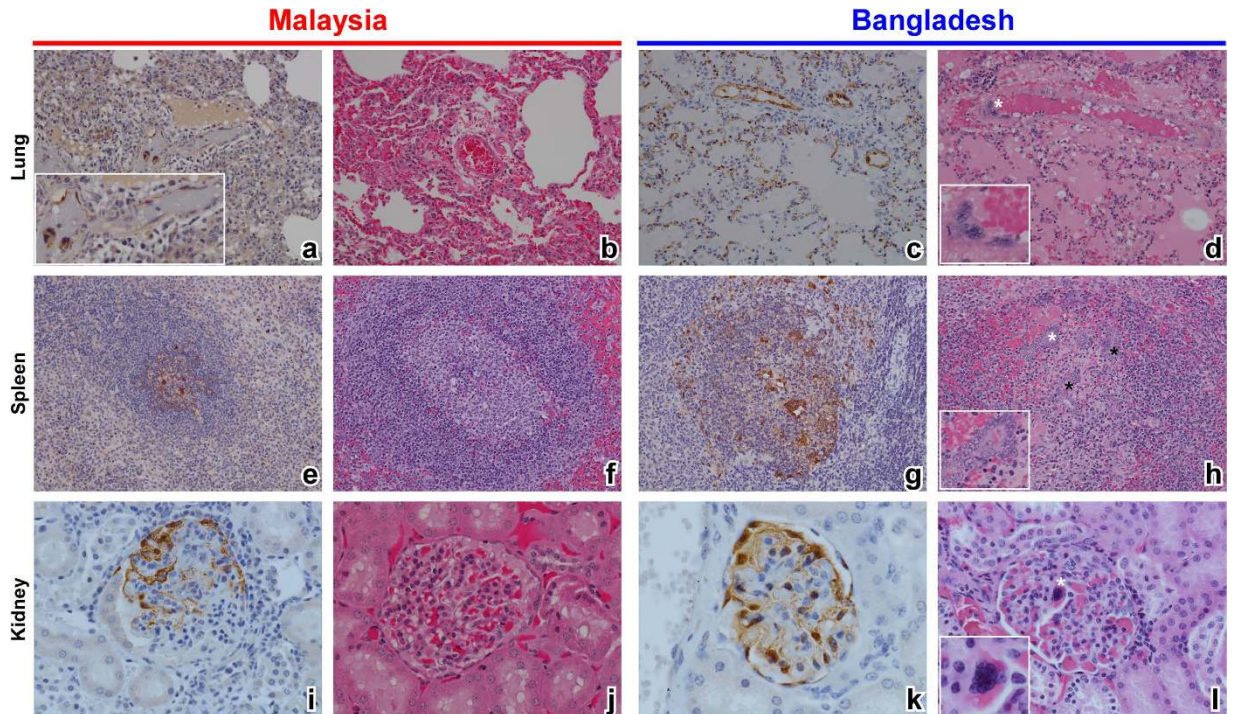 Malaysia Bangladesh
Lung
a b c d
*
Spleen
e f g h
* * *
Kidney
i j k l
*